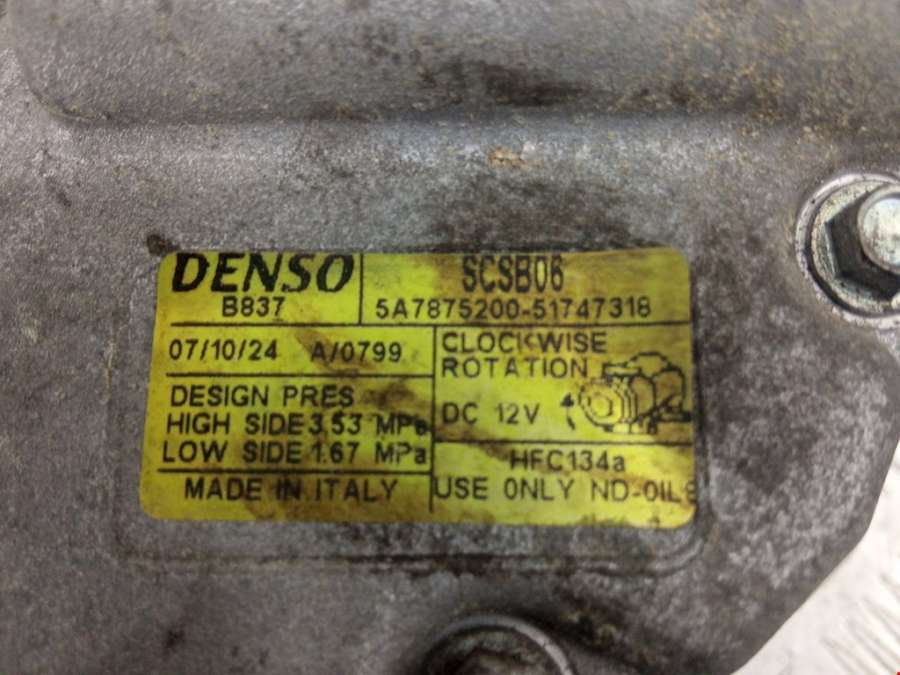 DENSO
B837
SCSB06
5A7875200-51747318
07/10/24 A/0799
DESIGN PRES
HIGH SIDE 3.53 MPa
LOW SIDE 1.67 MPa
MADE IN ITALY
CLOCKWISE
ROTATION
DC 12V
HFC134a
USE ONLY ND-OIL8